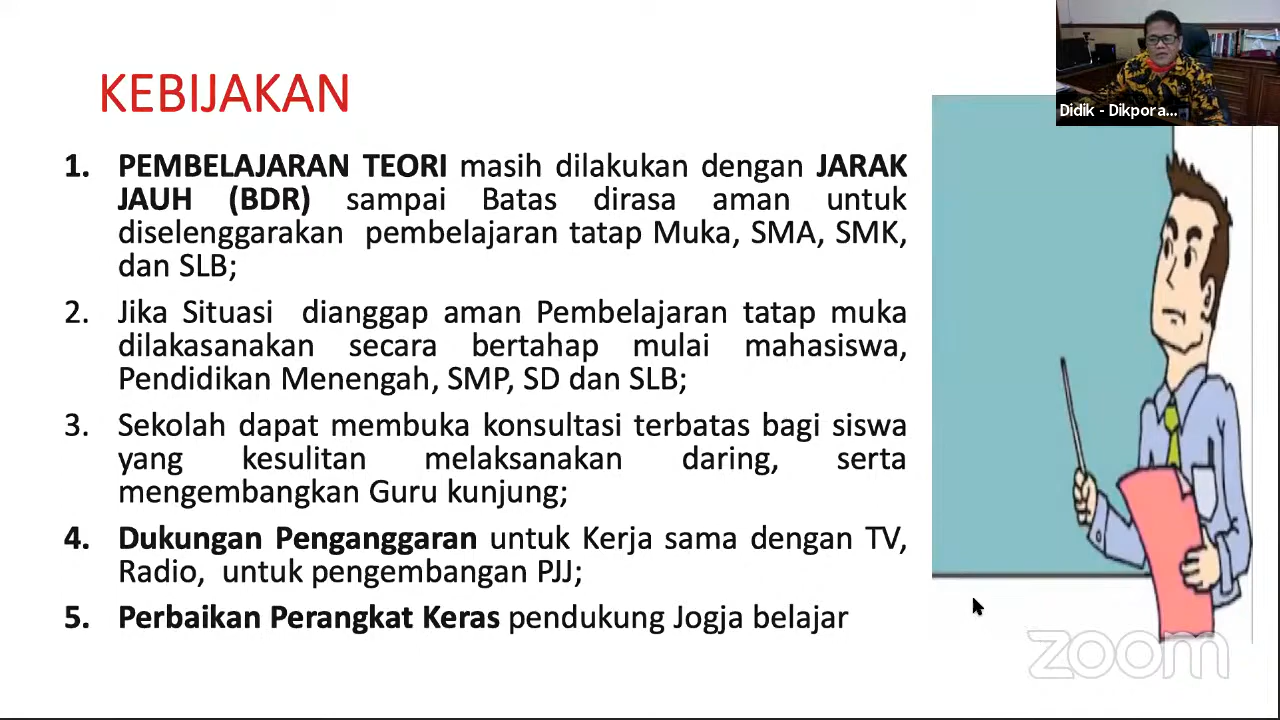 KEBIJAKAN
Didik - Dikpora...
1. PEMBELAJARAN TEORI masih dilakukan dengan JARAK
JAUH (BDR) sampai Batas dirasa aman untuk
diselenggarakan pembelajaran tatap Muka, SMA, SMK,
dan SLB;
2. Jika Situasi dianggap aman Pembelajaran tatap muka
dilakasanakan secara bertahap mulai mahasiswa,
Pendidikan Menengah, SMP, SD dan SLB;
3. Sekolah dapat membuka konsultasi terbatas bagi siswa
yang kesulitan melaksanakan daring, serta
mengembangkan Guru kunjung;
4. Dukungan Penganggaran untuk Kerja sama dengan TV,
Radio, untuk pengembangan PJJ;
5. Perbaikan Perangkat Keras pendukung Jogja belajar
zoom